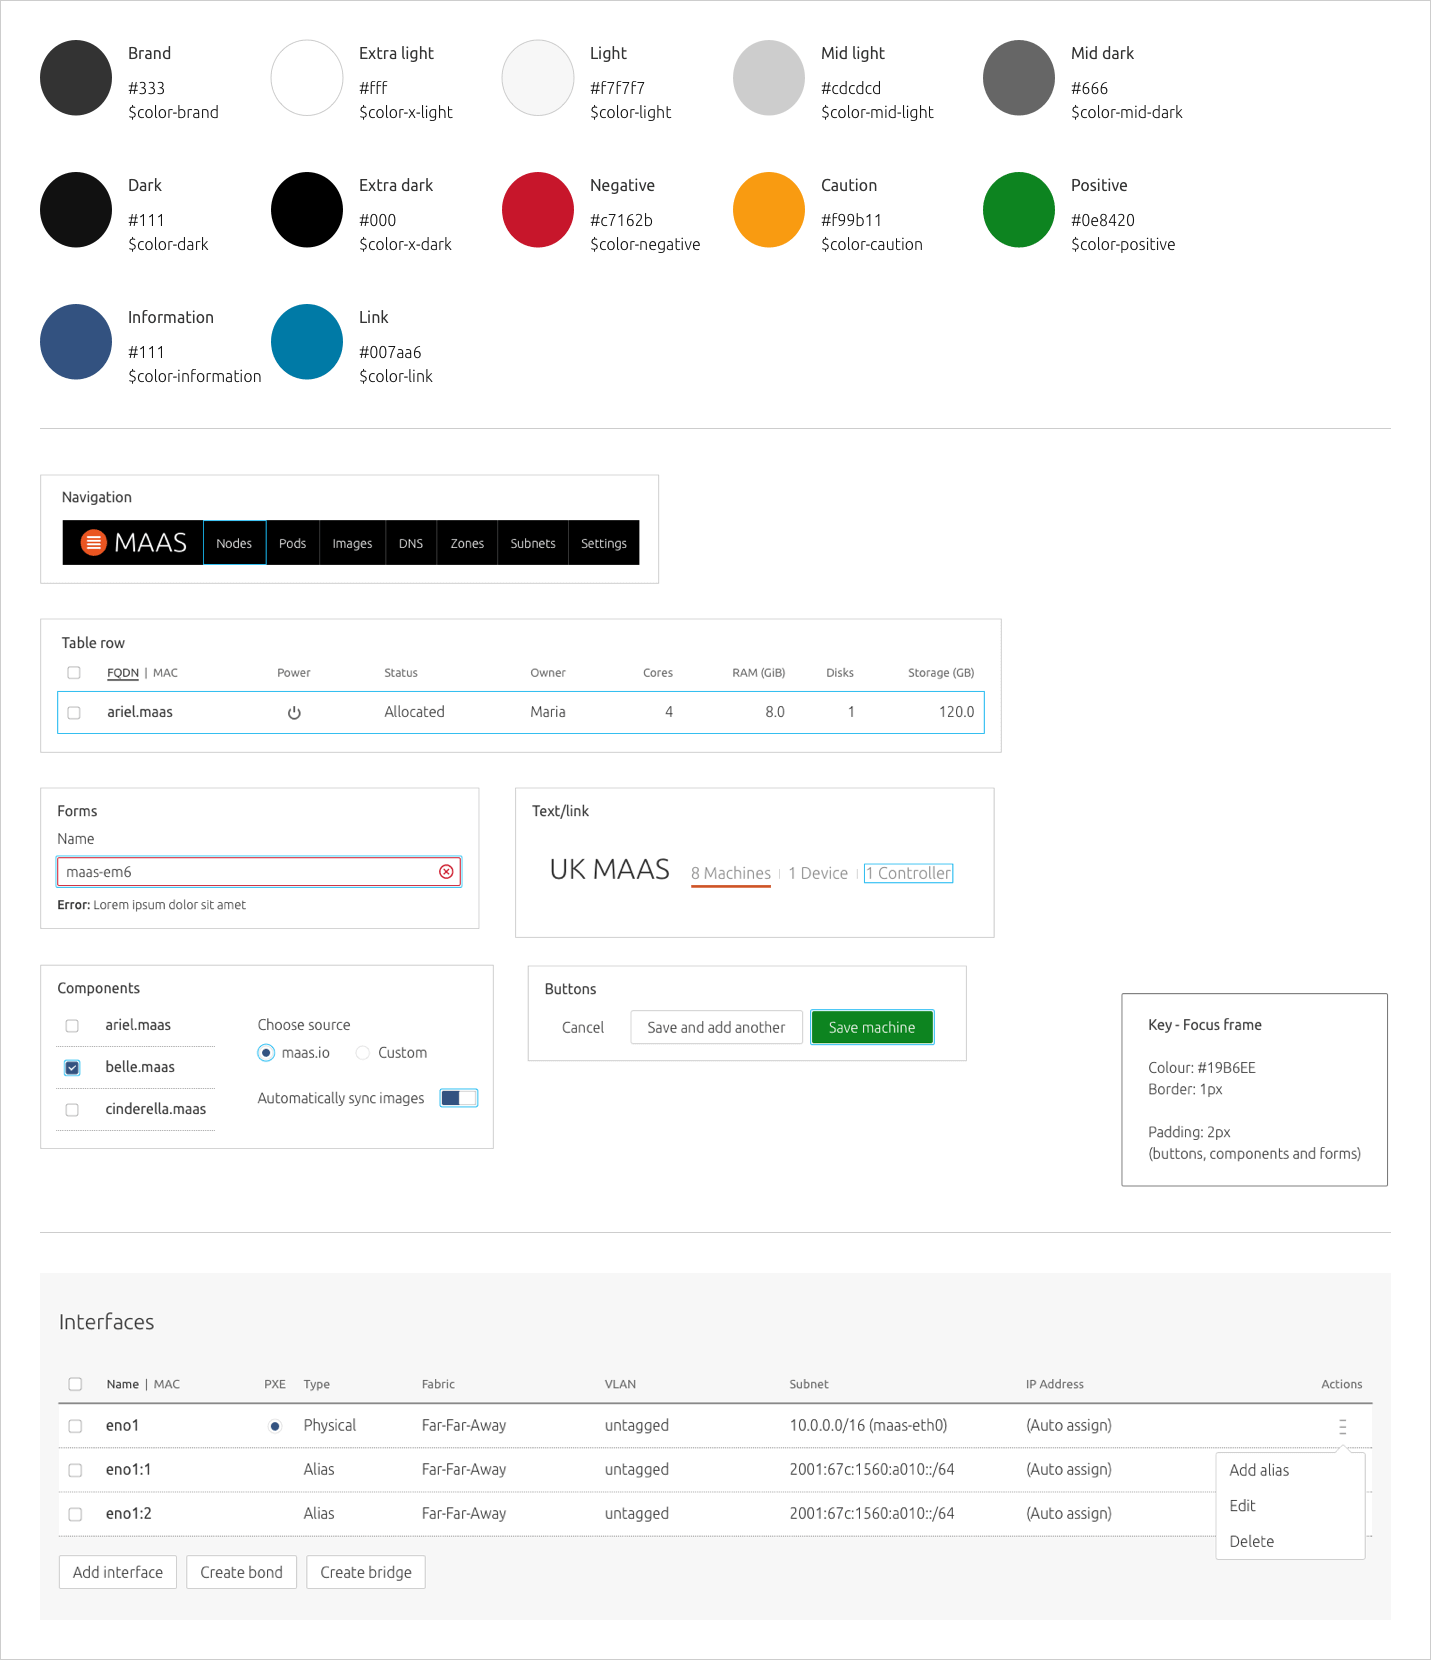 Brand
#333
$color-brand
Extra light
#fff
$color-x-light
Light
#f7f7f7
$color-light
Mid light
#cdcdcd
$color-mid-light
Mid dark
#666
$color-mid-dark
Dark
#111
$color-dark
Extra dark
#000
$color-x-dark
Negative
#c7162b
$color-negative
Caution
#f99b11
$color-caution
Positive
#0e8420
$color-positive
Information
#111
$color-information
Link
#007aa6
$color-link
Navigation
MAAS Nodes Pods Images DNS Zones Subnets Settings
Table row
FQDN | MAC Power Status Owner Cores RAM (GiB) Disks Storage (GB)
ariel.maas Allocated Maria 4 8.0 1 120.0
Forms
Name
maas-em6
Error: Lorem ipsum dolor sit amet
Text/link
UK MAAS 8 Machines 1 Device 1 Controller
Components
ariel.maas
belle.maas
cinderella.maas
Choose source
maas.io Custom
Automatically sync images
Buttons
Cancel Save and add another Save machine
Key - Focus frame
Colour: #19B6EE
Border: 1px
Padding: 2px
(buttons, components and forms)
Interfaces
Name | MAC PXE Type Fabric VLAN Subnet IP Address Actions
eno1 Physical Far-Far-Away untagged 10.0.0.0/16 (maas-eth0) (Auto assign)
eno1:1 Alias Far-Far-Away untagged 2001:67c:1560:a010::/64 (Auto assign)
eno1:2 Alias Far-Far-Away untagged 2001:67c:1560:a010::/64 (Auto assign)
Add alias
Edit
Delete
Add interface Create bond Create bridge